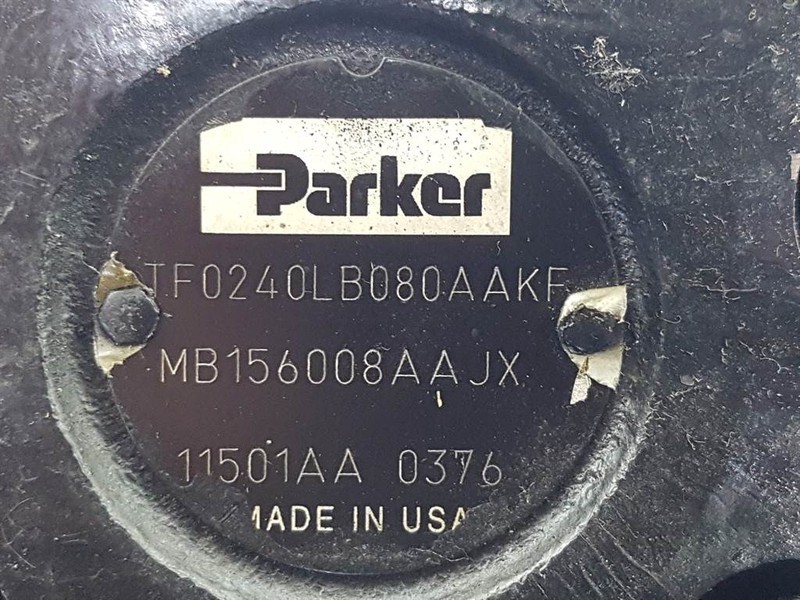 Parker
TF0240LB080AAKF
MB156008AAJX
11501AA 0376
MADE IN USA